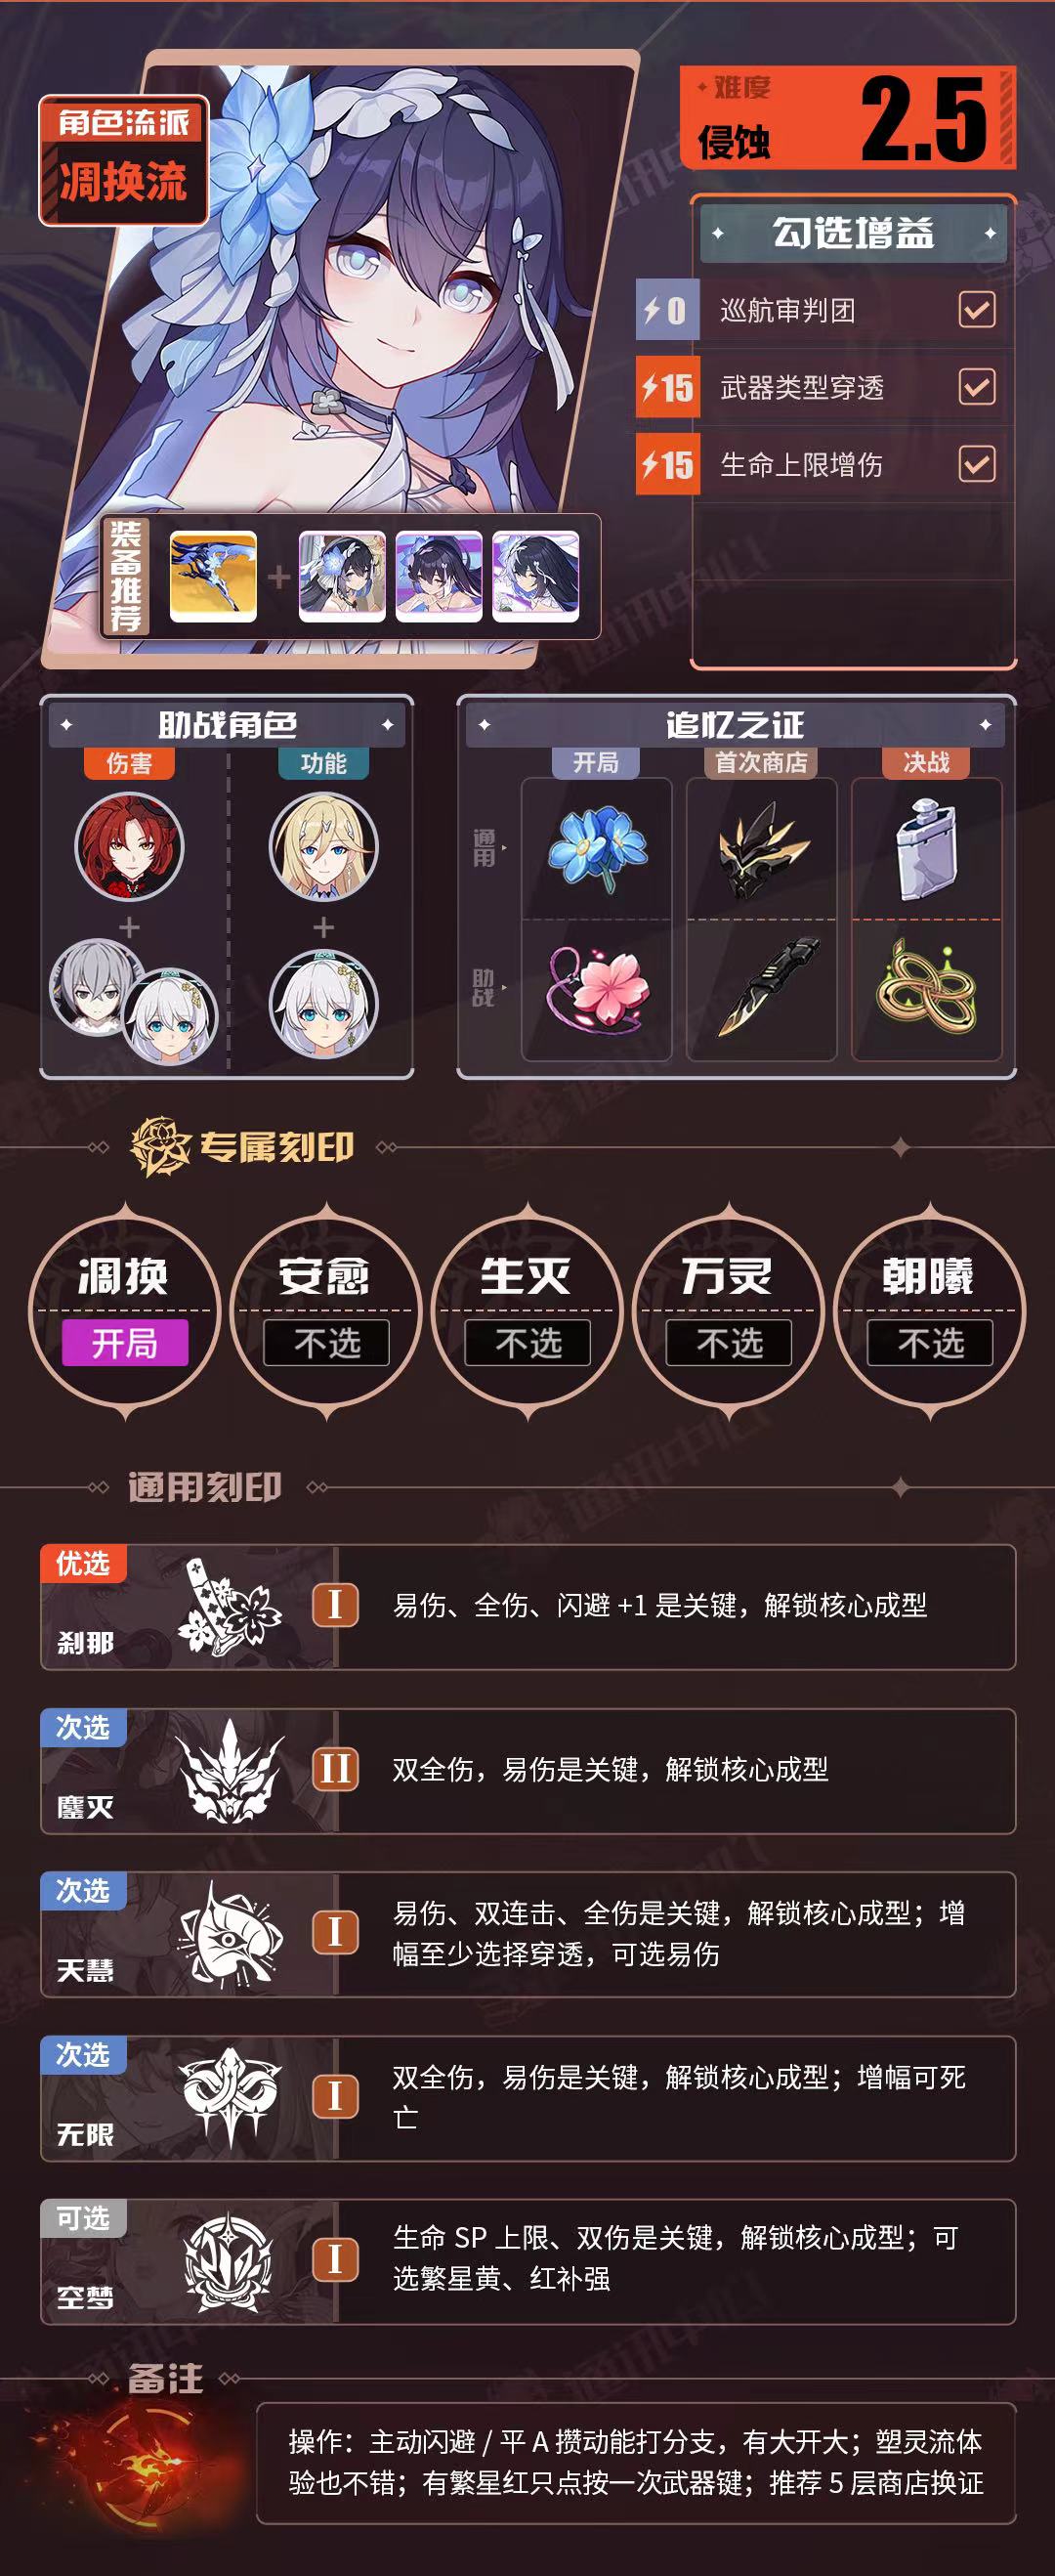 角色流派
凋换流
难度
侵蚀
2.5
勾选增益
0 巡航审判团
15 武器类型穿透
15 生命上限增伤
装备推荐
助战角色
伤害
功能
追忆之证
开局
首次商店
决战
通用
助战
专属刻印
凋换
开局
安愈
不选
生灭
不选
万灵
不选
朝曦
不选
通用刻印
优选
刹那
I
易伤、全伤、闪避 +1 是关键，解锁核心成型
次选
鏖灭
II
双全伤，易伤是关键，解锁核心成型
次选
天慧
I
易伤、双连击、全伤是关键，解锁核心成型；增
幅至少选择穿透，可选易伤
次选
无限
I
双全伤，易伤是关键，解锁核心成型；增幅可死
亡
可选
空梦
I
生命 SP 上限、双伤是关键，解锁核心成型；可
选繁星黄、红补强
备注
操作：主动闪避 / 平 A 攒动能打分支，有大开大；塑灵流体
验也不错；有繁星红只点按一次武器键；推荐 5 层商店换证